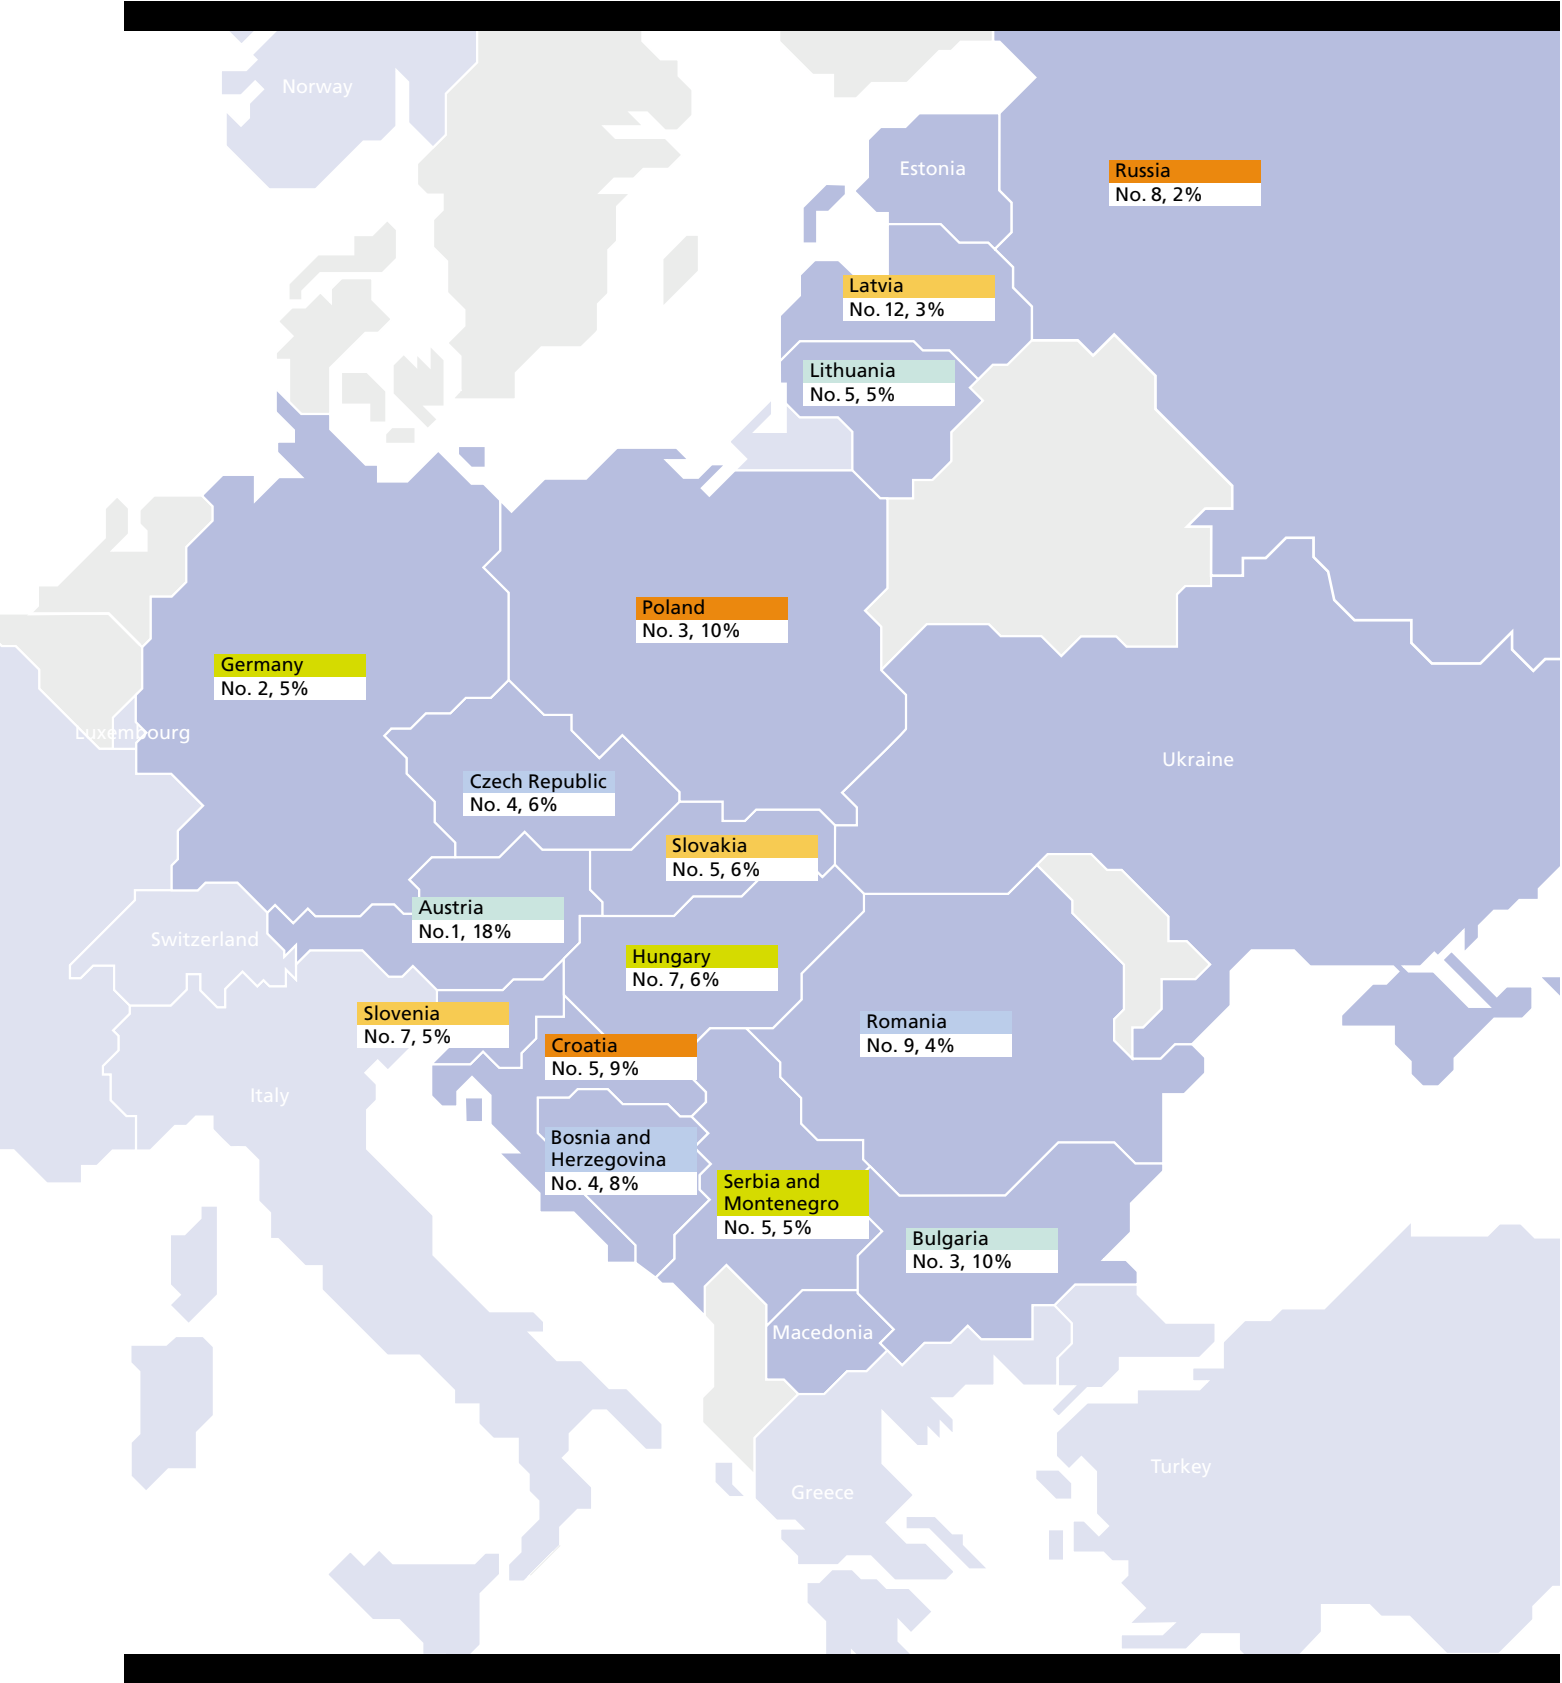 Norway
Estonia
Russia
No. 8, 2%
Latvia
No. 12, 3%
Lithuania
No. 5, 5%
Poland
No. 3, 10%
Germany
No. 2, 5%
Luxembourg
Ukraine
Czech Republic
No. 4, 6%
Slovakia
No. 5, 6%
Austria
No.1, 18%
Switzerland
Hungary
No. 7, 6%
Slovenia
No. 7, 5%
Romania
No. 9, 4%
Croatia
No. 5, 9%
Italy
Bosnia and
Herzegovina
No. 4, 8%
Serbia and
Montenegro
No. 5, 5%
Bulgaria
No. 3, 10%
Macedonia
Turkey
Greece